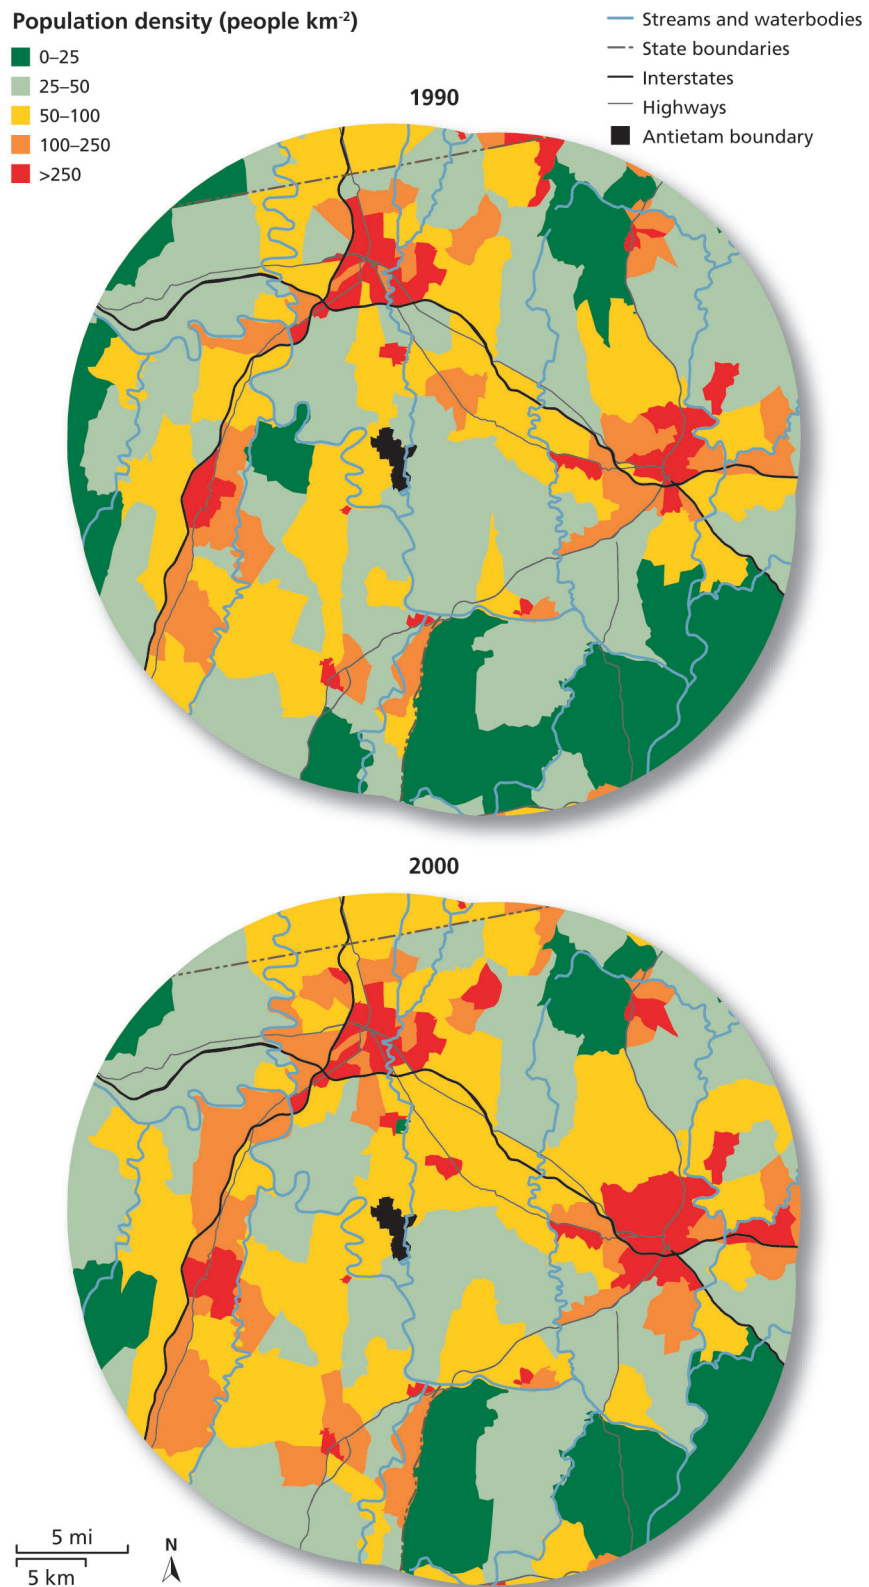 Population density (people km-2)
0–25
25–50
50–100
100–250
>250
Streams and waterbodies
State boundaries
Interstates
Highways
Antietam boundary
1990
2000
5 mi
5 km
N